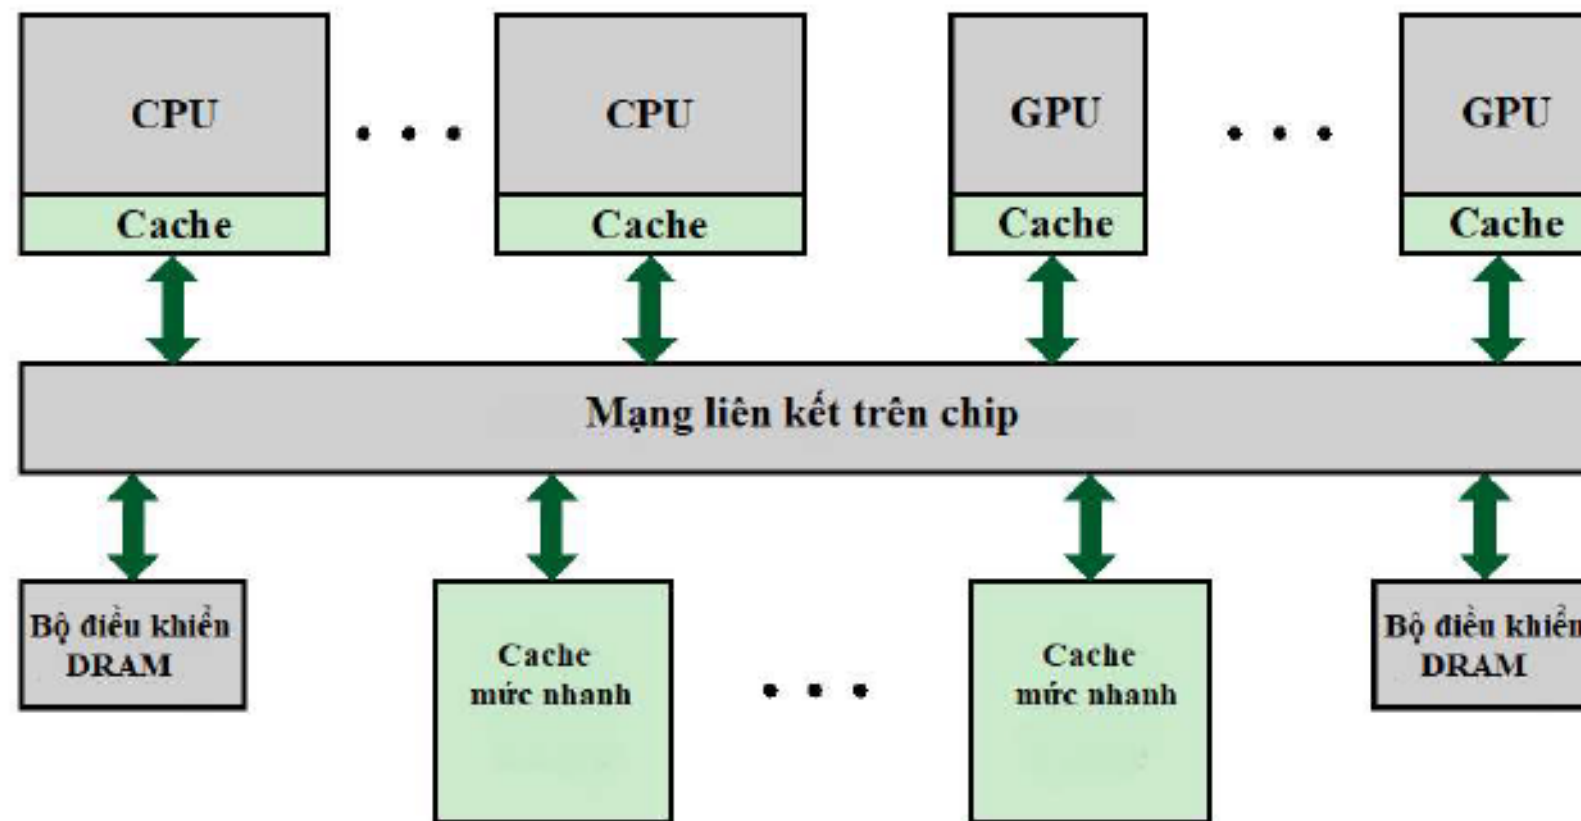 CPU
CPU
GPU
GPU
Cache
Cache
Cache
Cache
Mạng liên kết trên chip
Bộ điều khiển
DRAM
Cache
mức nhanh
Cache
mức nhanh
Bộ điều khiển
DRAM